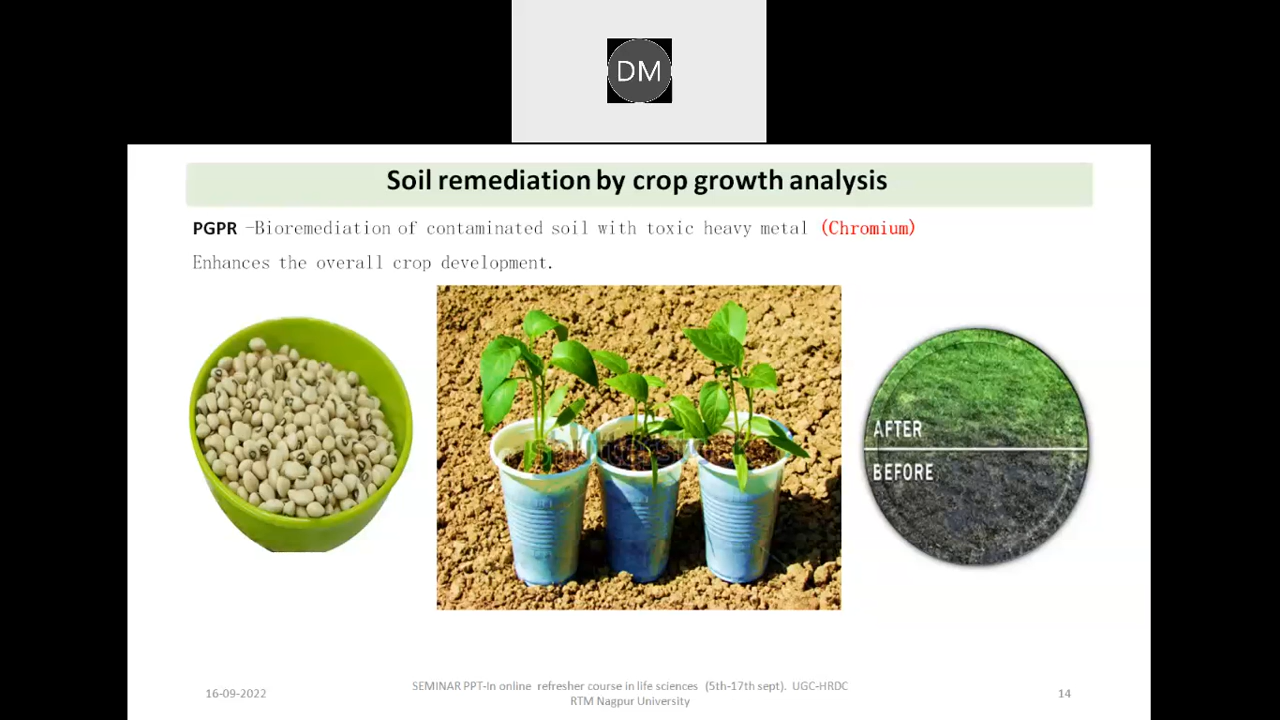 DM
Soil remediation by crop growth analysis
PGPR -Bioremediation of contaminated soil with toxic heavy metal (Chromium)
Enhances the overall crop development.
AFTER
BEFORE
16-09-2022
SEMINAR PPT-In online refresher course in life sciences (5th-17th sept). UGC-HRDC
RTM Nagpur University
14